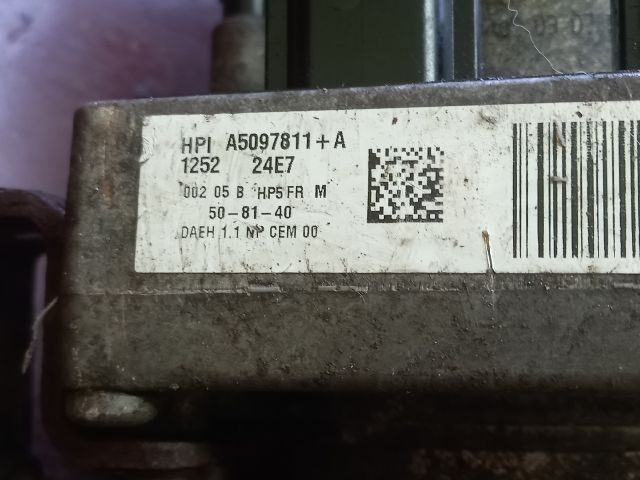 HPI A5097811+A
1252 24E7
002 05 B HP5 FR M
50-81-40
DAEH 1.1 NP CEM 00